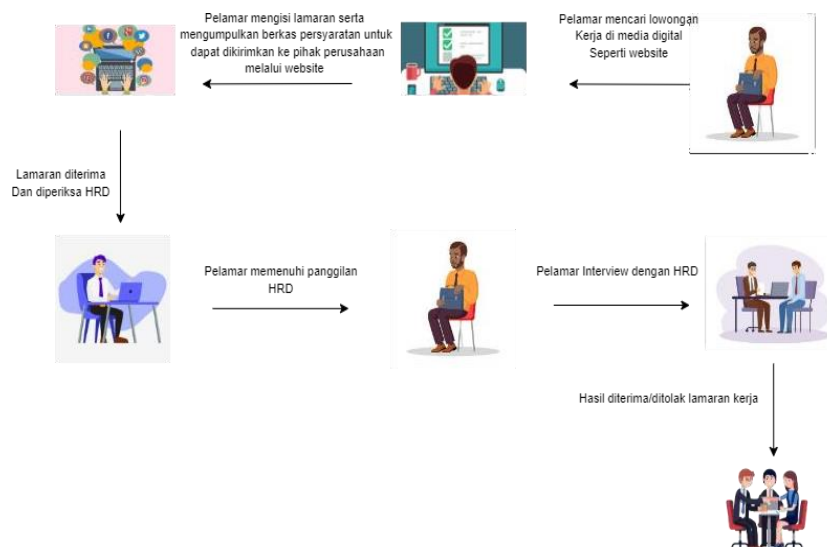 Pelamar mencari lowongan
Kerja di media digital
Seperti website
Pelamar mengisi lamaran serta
mengumpulkan berkas persyaratan untuk
dapat dikirimkan ke pihak perusahaan
melalui website
Lamaran diterima
Dan diperiksa HRD
Pelamar memenuhi panggilan
HRD
Pelamar Interview dengan HRD
Hasil diterima/ditolak lamaran kerja